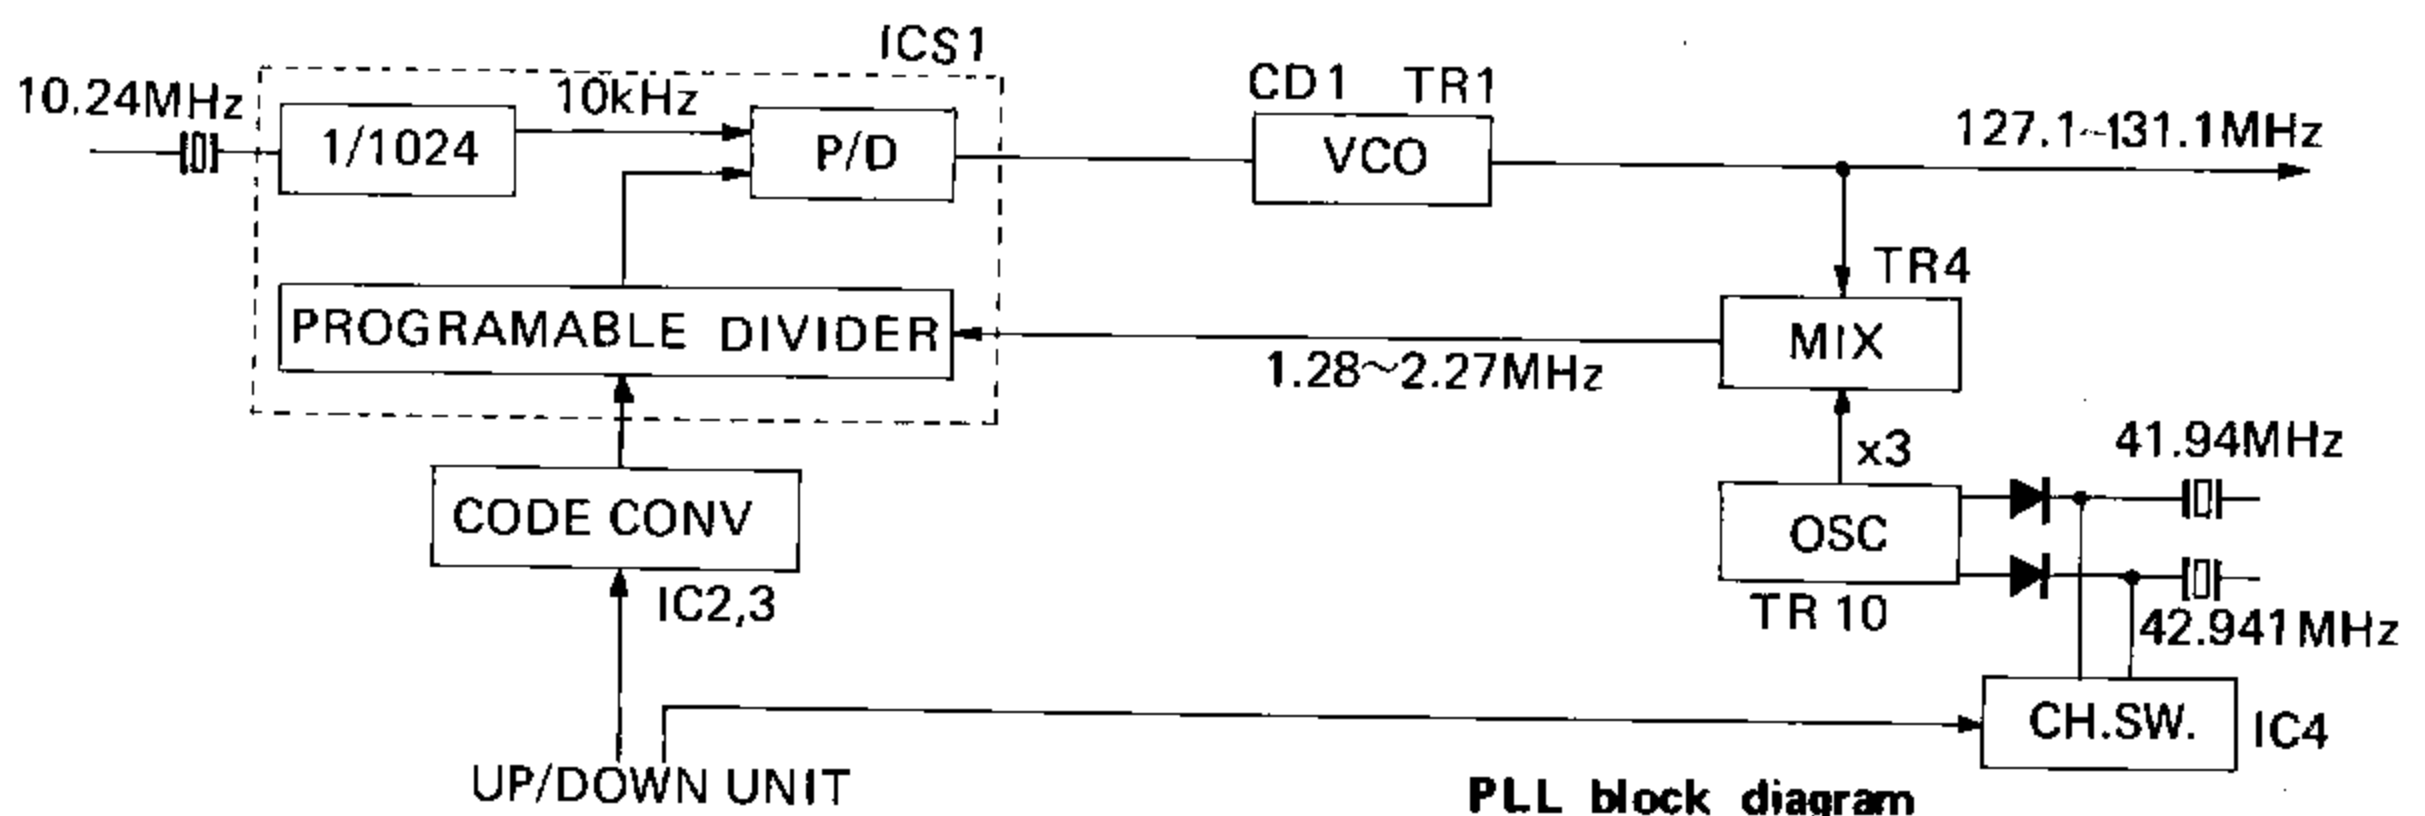 ICS1
10.24MHz
1/1024
10kHz
P/D
CD1 TR1
VCO
127.1~131.1MHz
TR4
MIX
PROGRAMABLE DIVIDER
1.28~2.27MHz
x3
41.94MHz
OSC
TR 10
42.941MHz
CODE CONV
IC2,3
CH.SW.
IC4
UP/DOWN UNIT
PLL block diagram